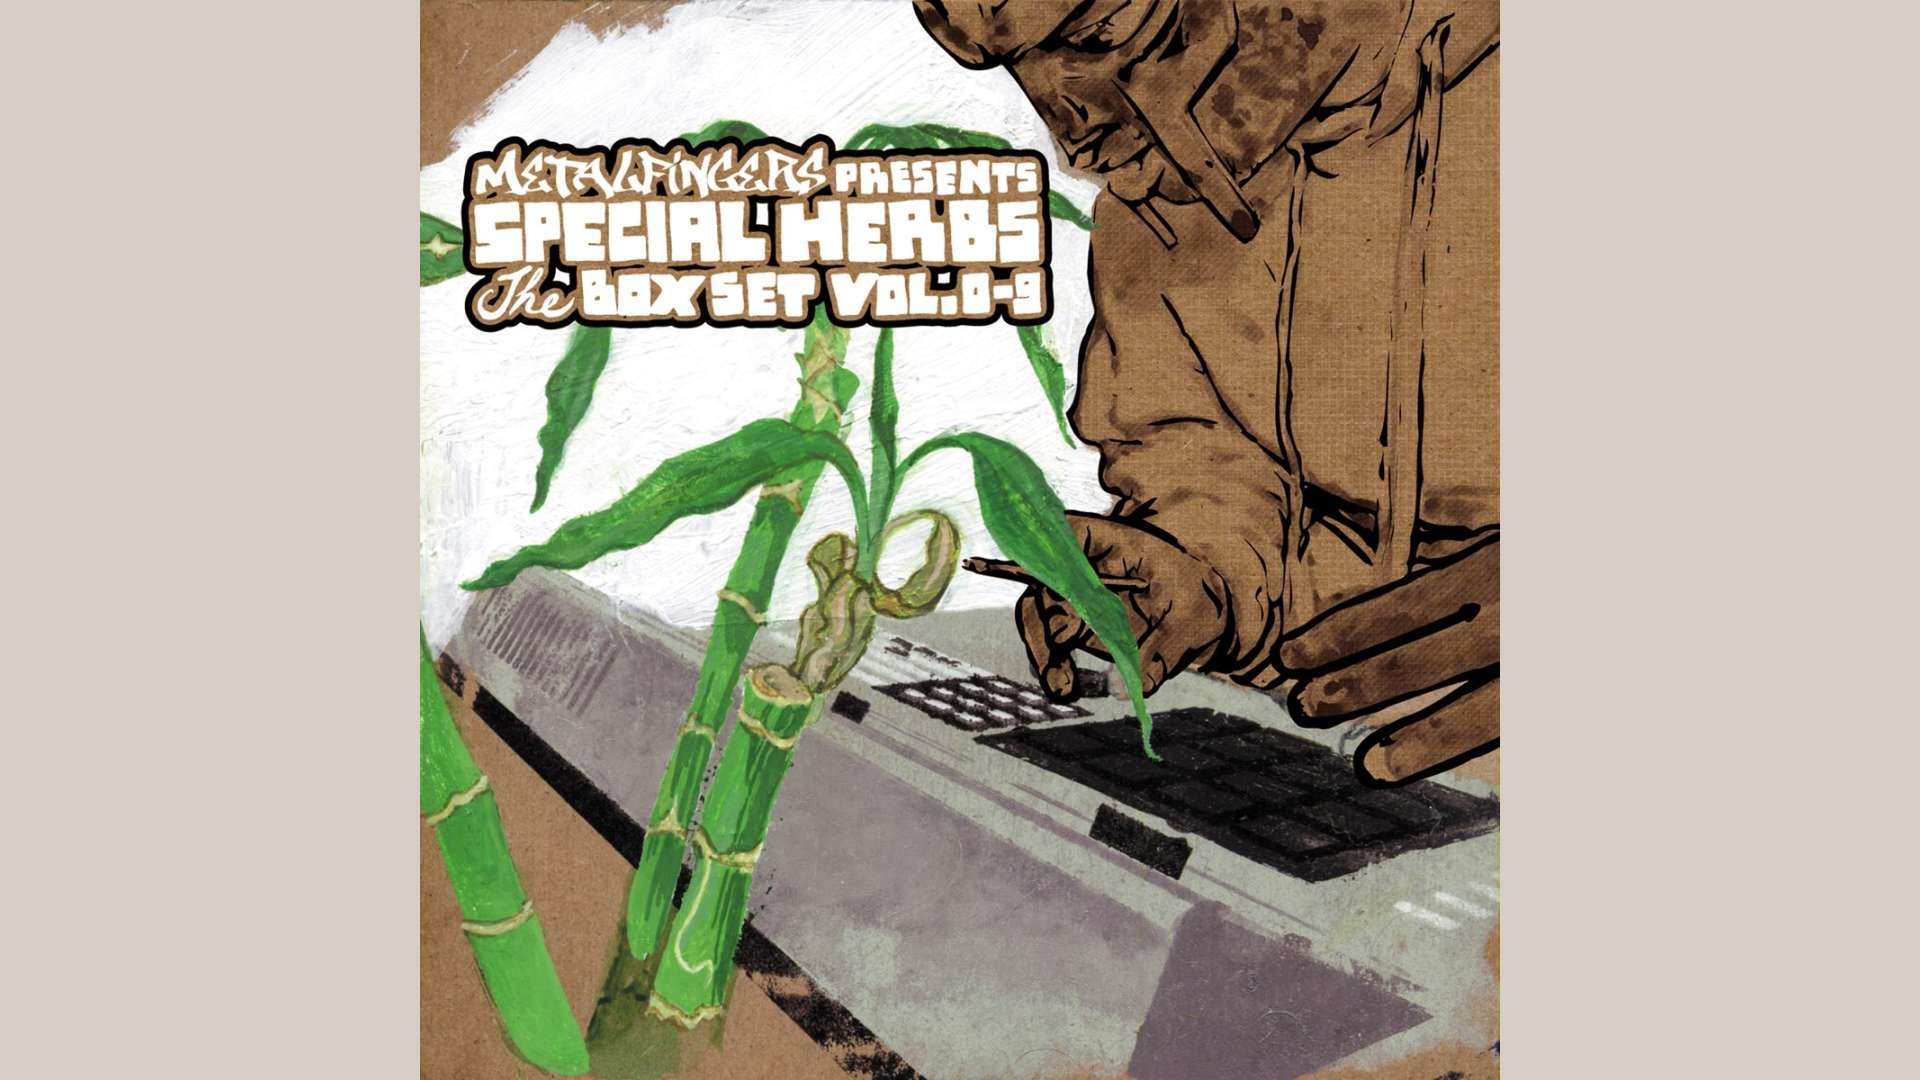 METALFiNGERS PRESENTS
SPECIAL HERBS
The BOX SET VOL. 0-9